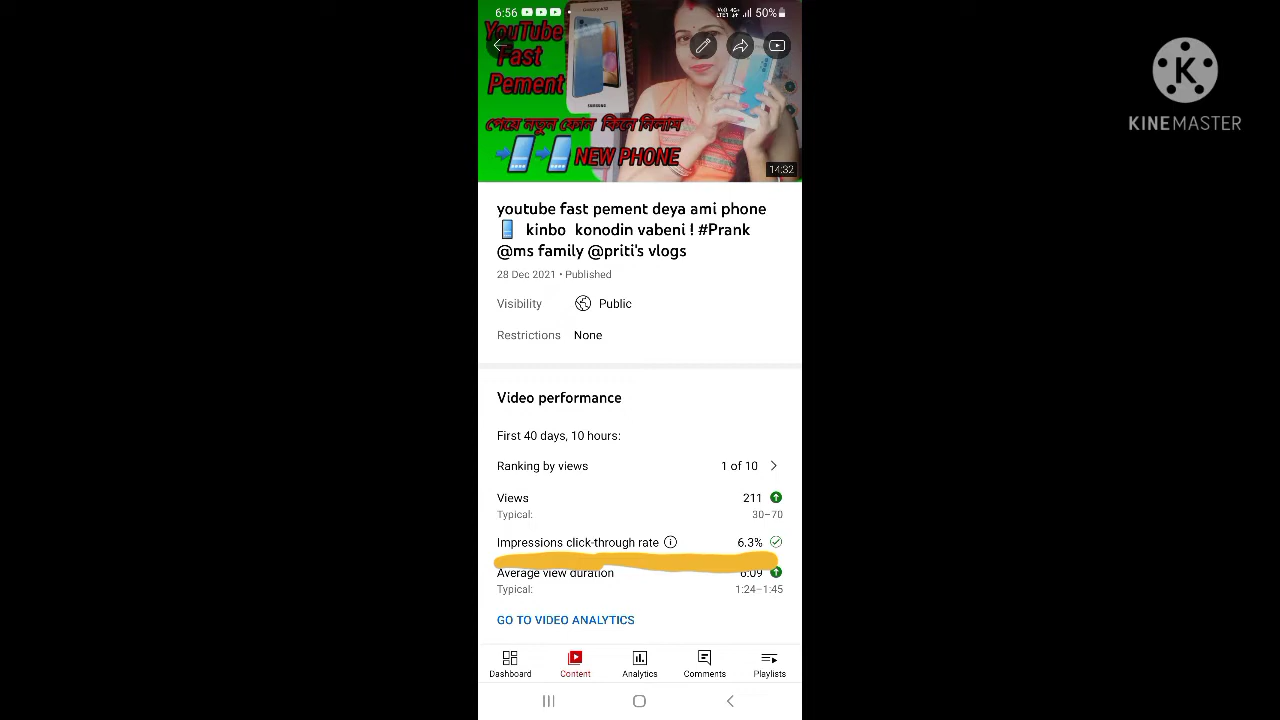 6:56
50%
YouTube
Fast
Pement
SAMSUNG
পেয়ে নতুন ফোন কিনে নিলাম
NEW PHONE
14:32
K
KINEMASTER
youtube fast pement deya ami phone
kinbo konodin vabeni ! #Prank
@ms family @priti's vlogs
28 Dec 2021 • Published
Visibility Public
Restrictions None
Video performance
First 40 days, 10 hours:
Ranking by views 1 of 10
Views 211
Typical: 30–70
Impressions click-through rate 6.3%
Average view duration 6:09
Typical: 1:24–1:45
GO TO VIDEO ANALYTICS
Dashboard Content Analytics Comments Playlists